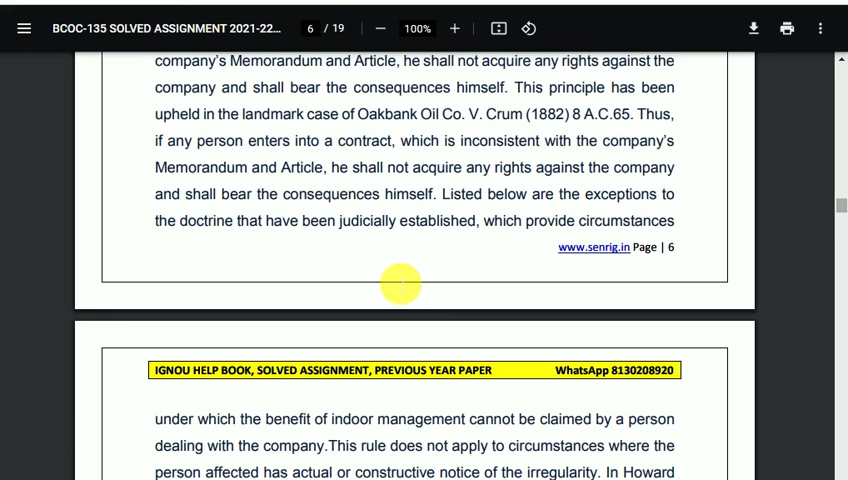 BCOC-135 SOLVED ASSIGNMENT 2021-22... 6 / 19 100%
company's Memorandum and Article, he shall not acquire any rights against the
company and shall bear the consequences himself. This principle has been
upheld in the landmark case of Oakbank Oil Co. V. Crum (1882) 8 A.C.65. Thus,
if any person enters into a contract, which is inconsistent with the company's
Memorandum and Article, he shall not acquire any rights against the company
and shall bear the consequences himself. Listed below are the exceptions to
the doctrine that have been judicially established, which provide circumstances
www.senrig.in Page | 6
IGNOU HELP BOOK, SOLVED ASSIGNMENT, PREVIOUS YEAR PAPER WhatsApp 8130208920
under which the benefit of indoor management cannot be claimed by a person
dealing with the company.This rule does not apply to circumstances where the
person affected has actual or constructive notice of the irregularity. In Howard